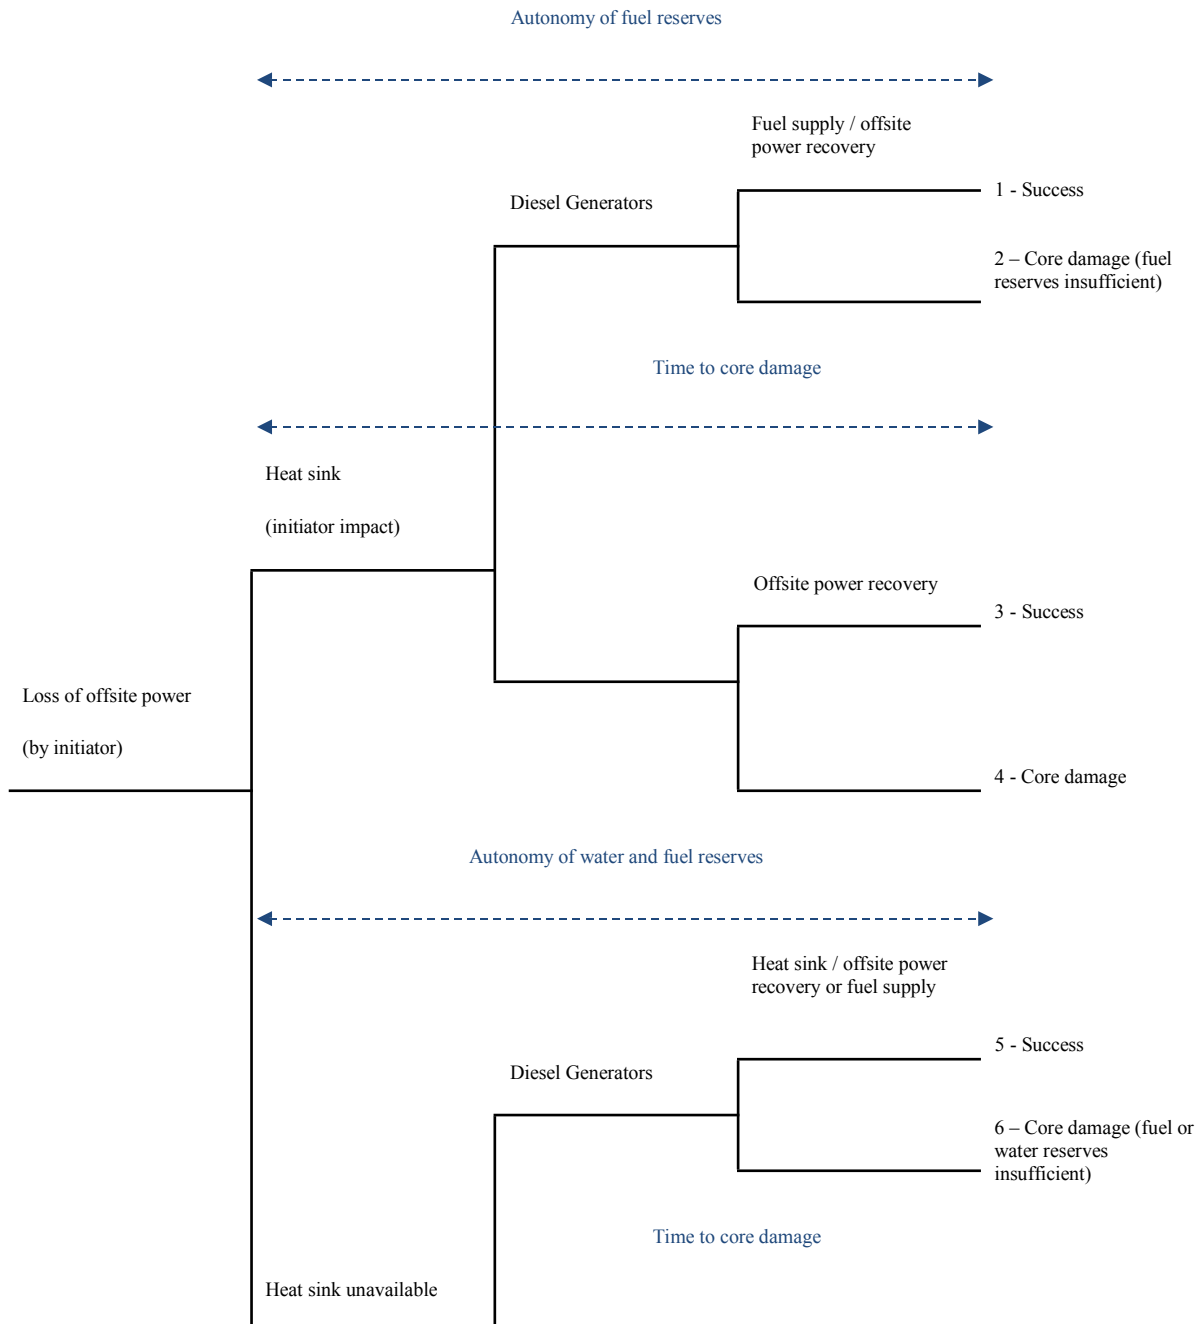 Autonomy of fuel reserves
Fuel supply / offsite
power recovery
1 - Success
Diesel Generators
2 – Core damage (fuel
reserves insufficient)
Time to core damage
Heat sink
(initiator impact)
Offsite power recovery
3 - Success
Loss of offsite power
(by initiator)
4 - Core damage
Autonomy of water and fuel reserves
Heat sink / offsite power
recovery or fuel supply
5 - Success
Diesel Generators
6 – Core damage (fuel or
water reserves
insufficient)
Time to core damage
Heat sink unavailable